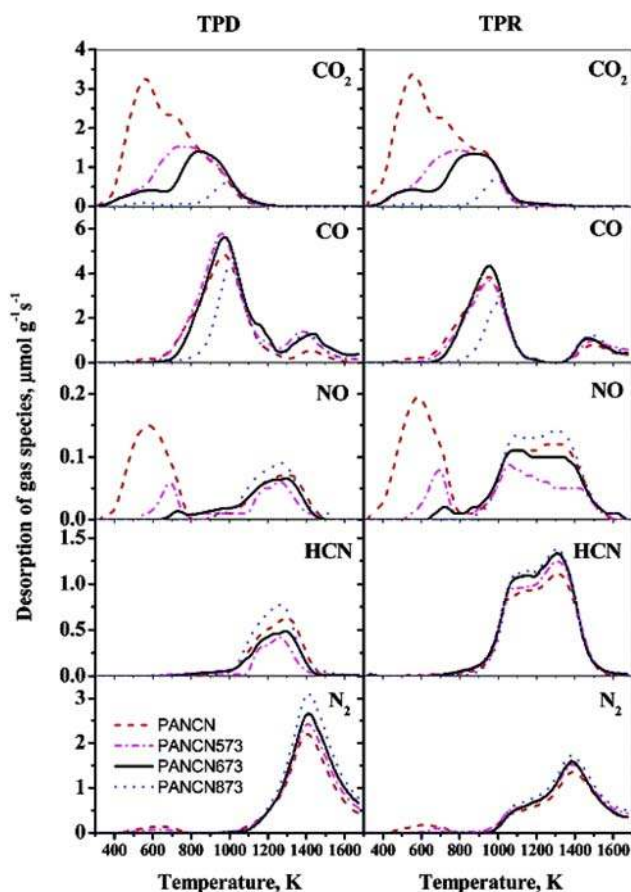 TPD TPR
CO2 CO2
4
3
2
1
0
CO CO
6
4
2
0
NO NO
0.2
0.1
0.0
HCN HCN
1.5
1.0
0.5
0.0
N2 N2
3
2
1
0
PANCN
PANCN573
PANCN673
PANCN873
400 600 800 1000 1200 1400 1600 400 600 800 1000 1200 1400 1600
Temperature, K Temperature, K
Desorption of gas species, μmol g⁻¹ s⁻¹